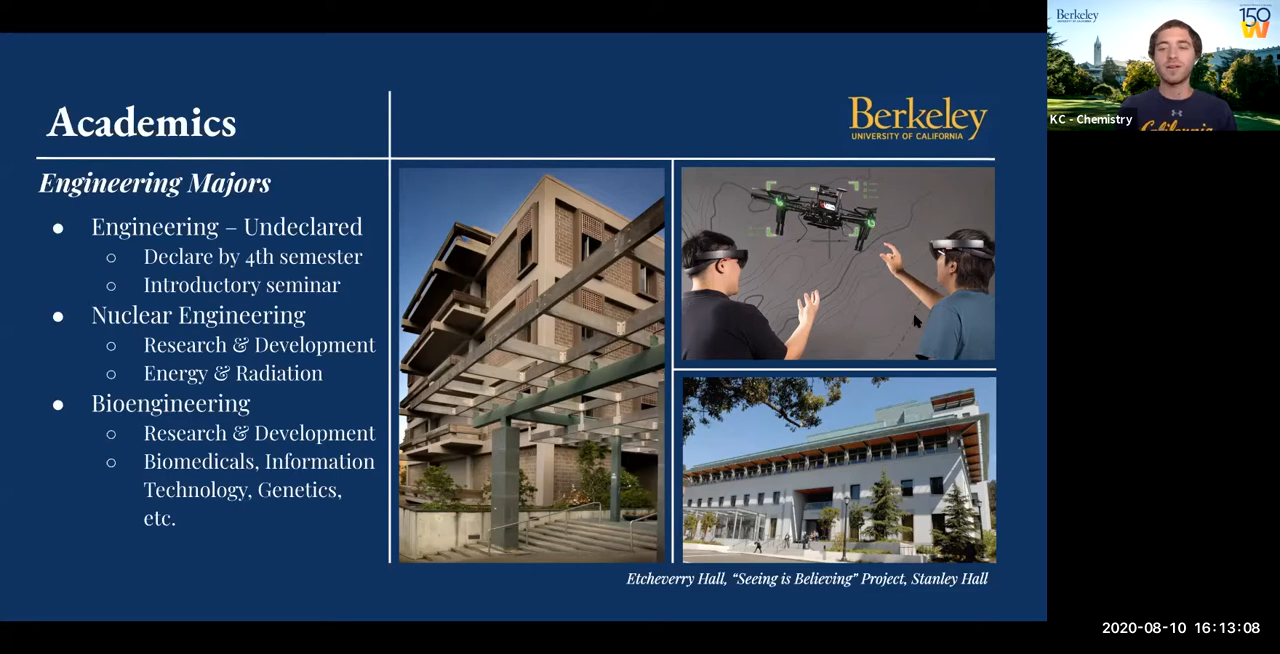 Academics
Berkeley
UNIVERSITY OF CALIFORNIA
Engineering Majors
● Engineering – Undeclared
○ Declare by 4th semester
○ Introductory seminar
● Nuclear Engineering
○ Research & Development
○ Energy & Radiation
● Bioengineering
○ Research & Development
○ Biomedicals, Information
Technology, Genetics,
etc.
Etcheverry Hall, “Seeing is Believing” Project, Stanley Hall
Berkeley
150
W
California
KC - Chemistry
2020-08-10 16:13:08